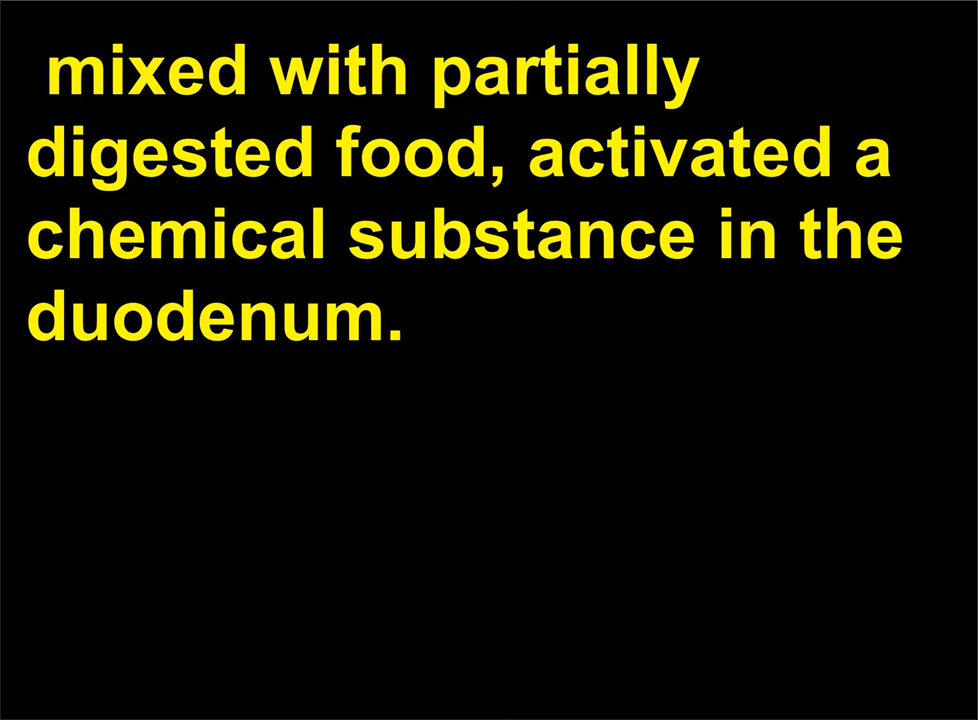 mixed with partially
digested food, activated a
chemical substance in the
duodenum.